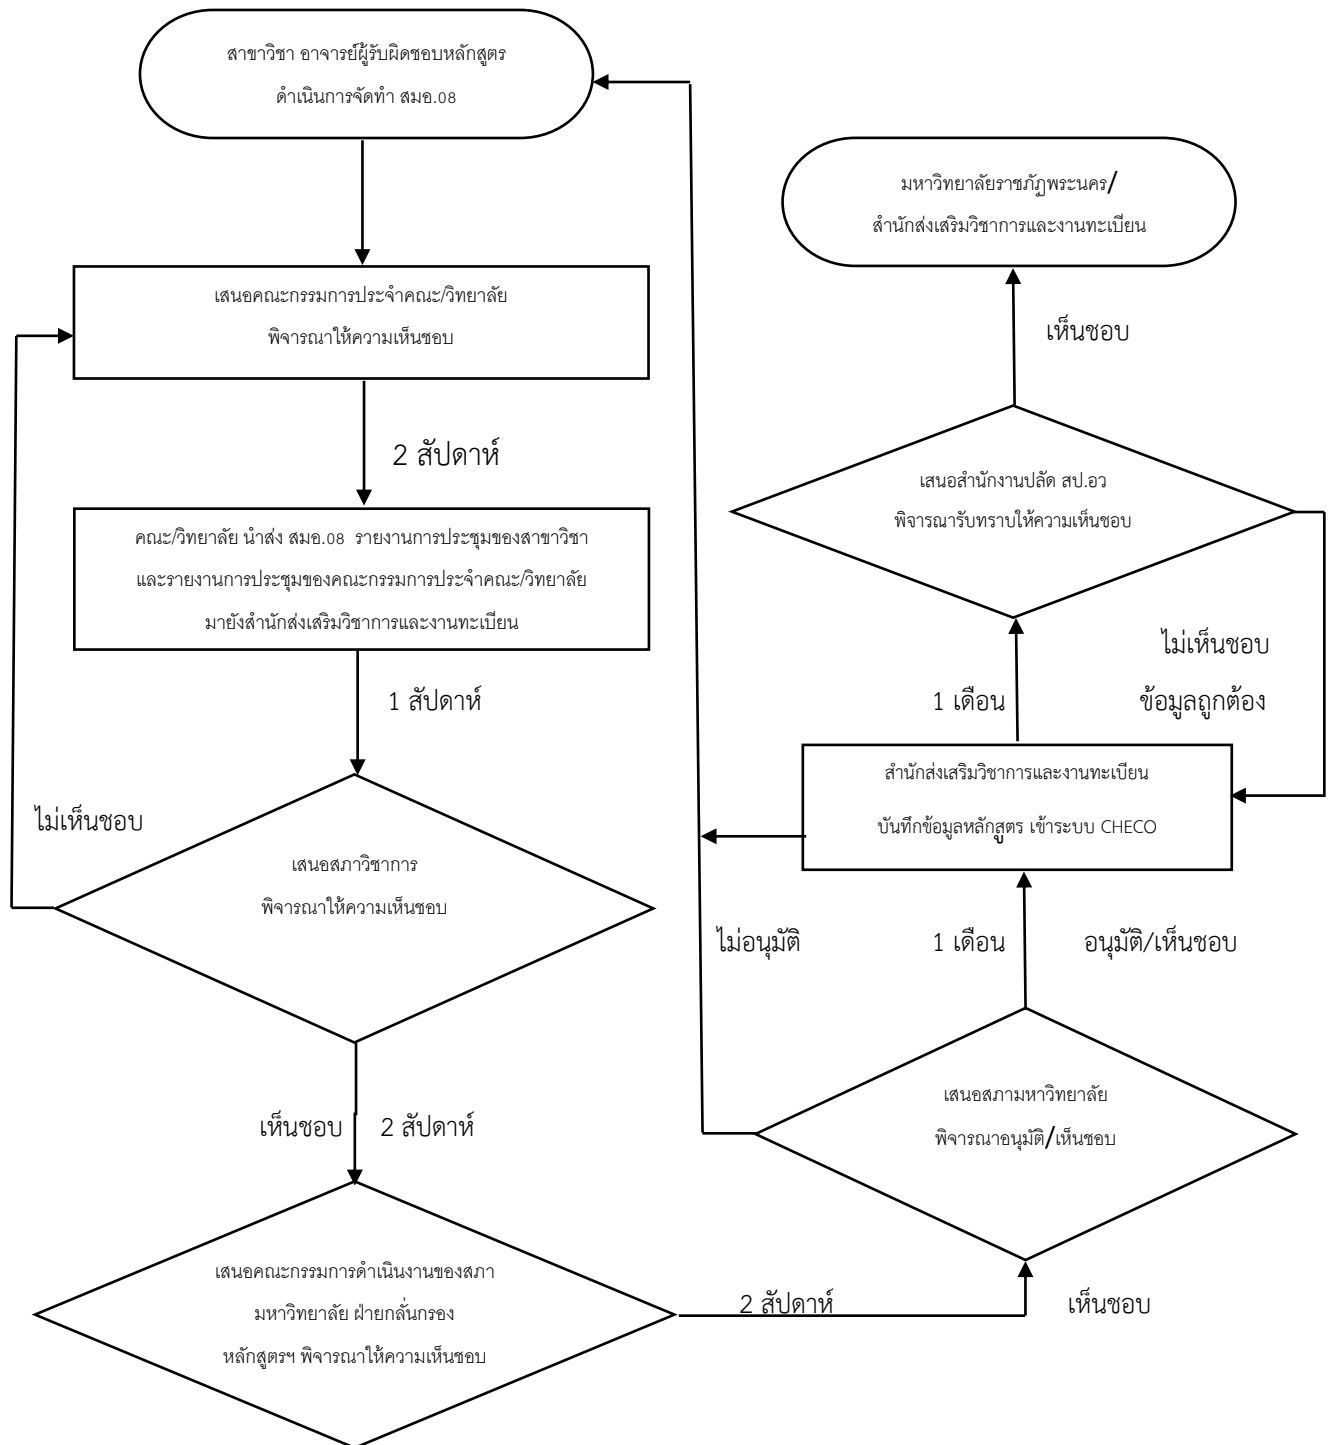 สาขาวิชา อาจารย์ผู้รับผิดชอบหลักสูตร
ดำเนินการจัดทำ สมอ.08
เสนอคณะกรรมการประจำคณะ/วิทยาลัย
พิจารณาให้ความเห็นชอบ
2 สัปดาห์
คณะ/วิทยาลัย นำส่ง สมอ.08 รายงานการประชุมของสาขาวิชา
และรายงานการประชุมของคณะกรรมการประจำคณะ/วิทยาลัย
มายังสำนักส่งเสริมวิชาการและงานทะเบียน
1 สัปดาห์
ไม่เห็นชอบ
เสนอสภาวิชาการ
พิจารณาให้ความเห็นชอบ
เห็นชอบ
2 สัปดาห์
เสนอคณะกรรมการดำเนินงานของสภา
มหาวิทยาลัย ฝ่ายกลั่นกรอง
หลักสูตรฯ พิจารณาให้ความเห็นชอบ
2 สัปดาห์
เห็นชอบ
เสนอสภามหาวิทยาลัย
พิจารณาอนุมัติ/เห็นชอบ
ไม่อนุมัติ
1 เดือน
อนุมัติ/เห็นชอบ
สำนักส่งเสริมวิชาการและงานทะเบียน
บันทึกข้อมูลหลักสูตร เข้าระบบ CHECO
1 เดือน
ไม่เห็นชอบ
ข้อมูลถูกต้อง
เสนอสำนักงานปลัด สป.อว
พิจารณารับทราบให้ความเห็นชอบ
เห็นชอบ
มหาวิทยาลัยราชภัฏพระนคร/
สำนักส่งเสริมวิชาการและงานทะเบียน